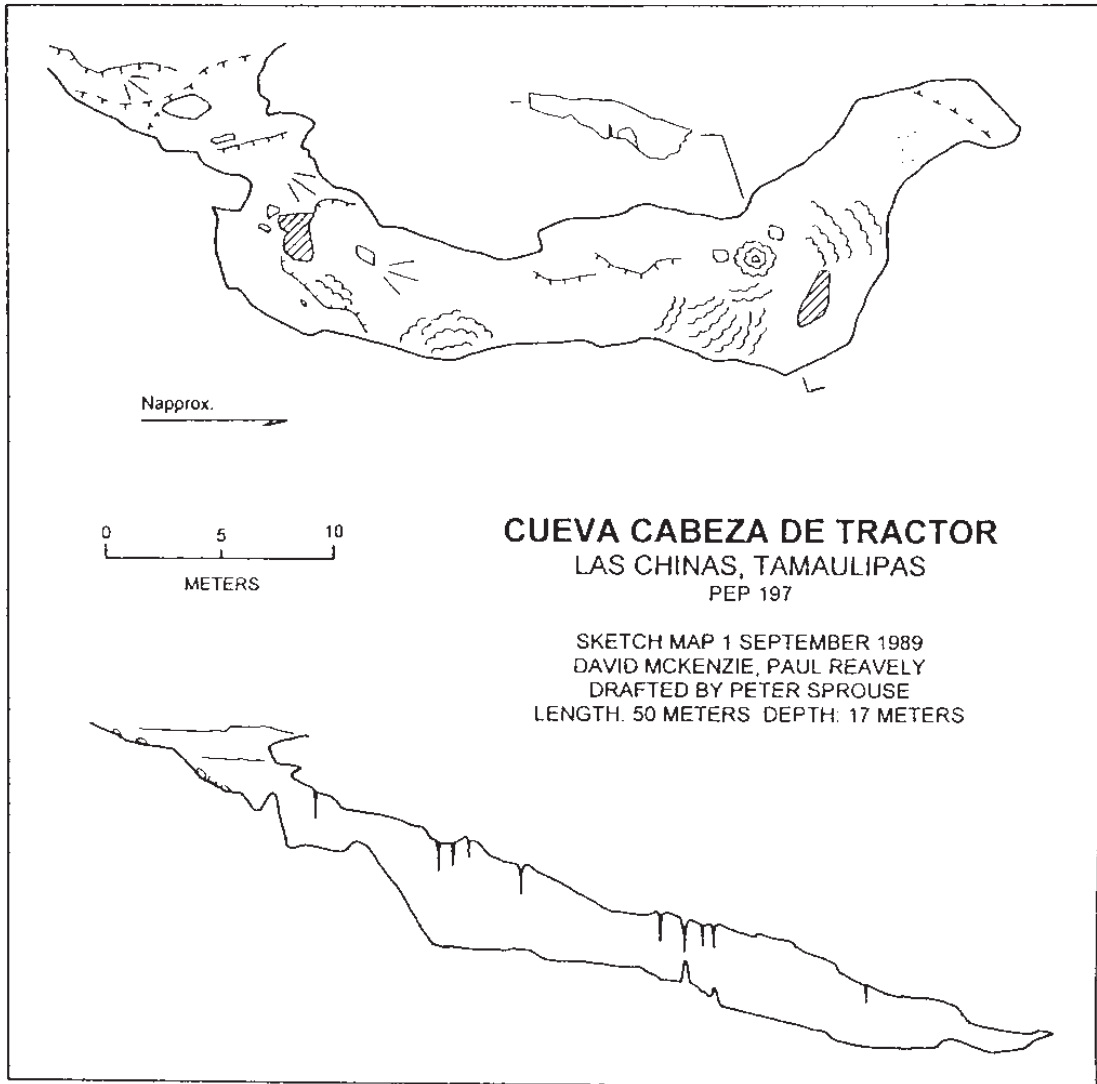 Napprox.
0 5 10
METERS
CUEVA CABEZA DE TRACTOR
LAS CHINAS, TAMAULIPAS
PEP 197
SKETCH MAP 1 SEPTEMBER 1989
DAVID MCKENZIE, PAUL REAVELY
DRAFTED BY PETER SPROUSE
LENGTH: 50 METERS DEPTH: 17 METERS